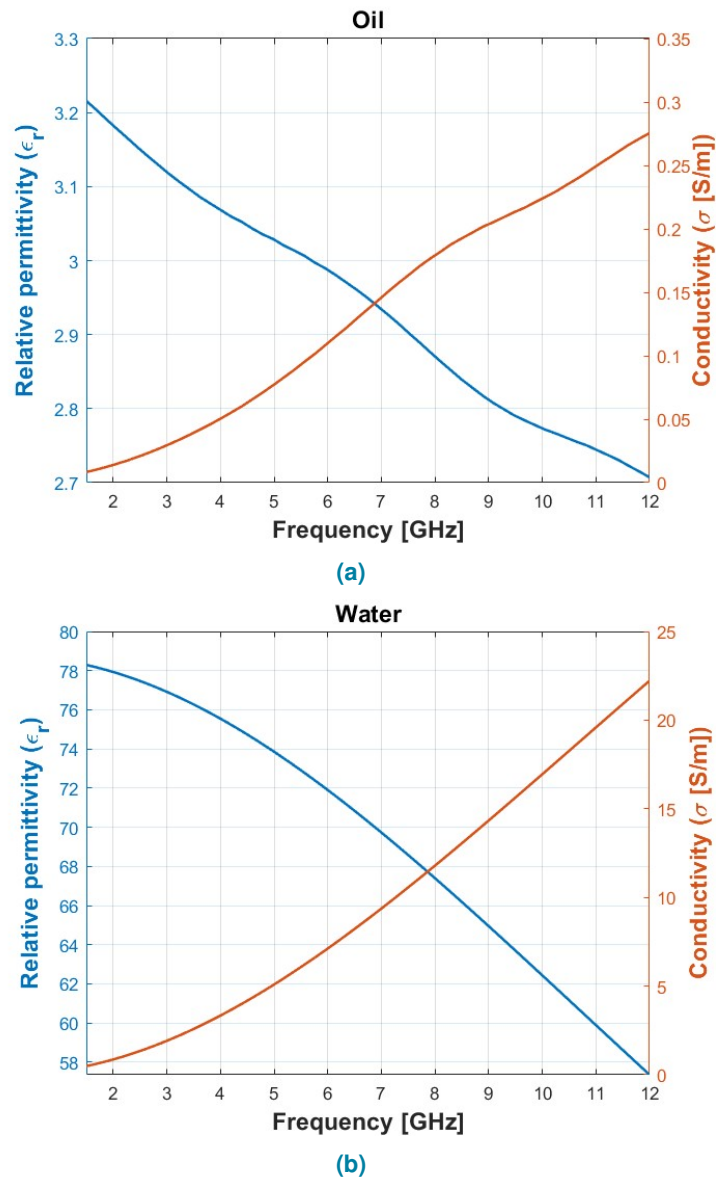 Oil
3.3
3.2
3.1
3
2.9
2.8
2.7
Relative permittivity (ϵr)
0.35
0.3
0.25
0.2
0.15
0.1
0.05
0
Conductivity (σ [S/m])
2 3 4 5 6 7 8 9 10 11 12
Frequency [GHz]
(a)
Water
80
78
76
74
72
70
68
66
64
62
60
58
Relative permittivity (ϵr)
25
20
15
10
5
0
Conductivity (σ [S/m])
2 3 4 5 6 7 8 9 10 11 12
Frequency [GHz]
(b)